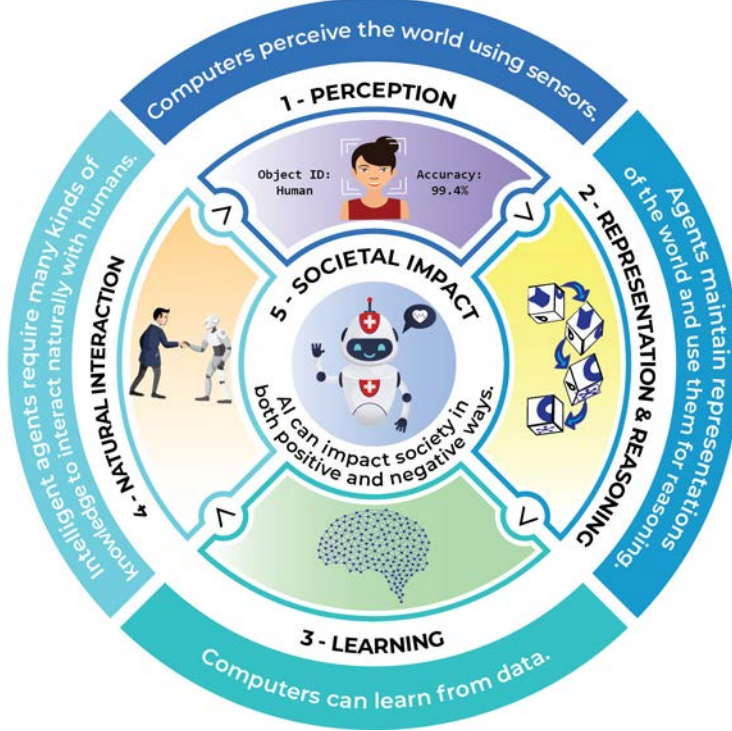 Computers perceive the world using sensors.
1 - PERCEPTION
Object ID:
Human
Accuracy:
99.4%
Agents maintain representations
of the world and use them for reasoning.
2 - REPRESENTATION & REASONING
3 - LEARNING
Computers can learn from data.
Intelligent agents require many kinds of
knowledge to interact naturally with humans.
4 - NATURAL INTERACTION
5 - SOCIETAL IMPACT
AI can impact society in
both positive and negative ways.